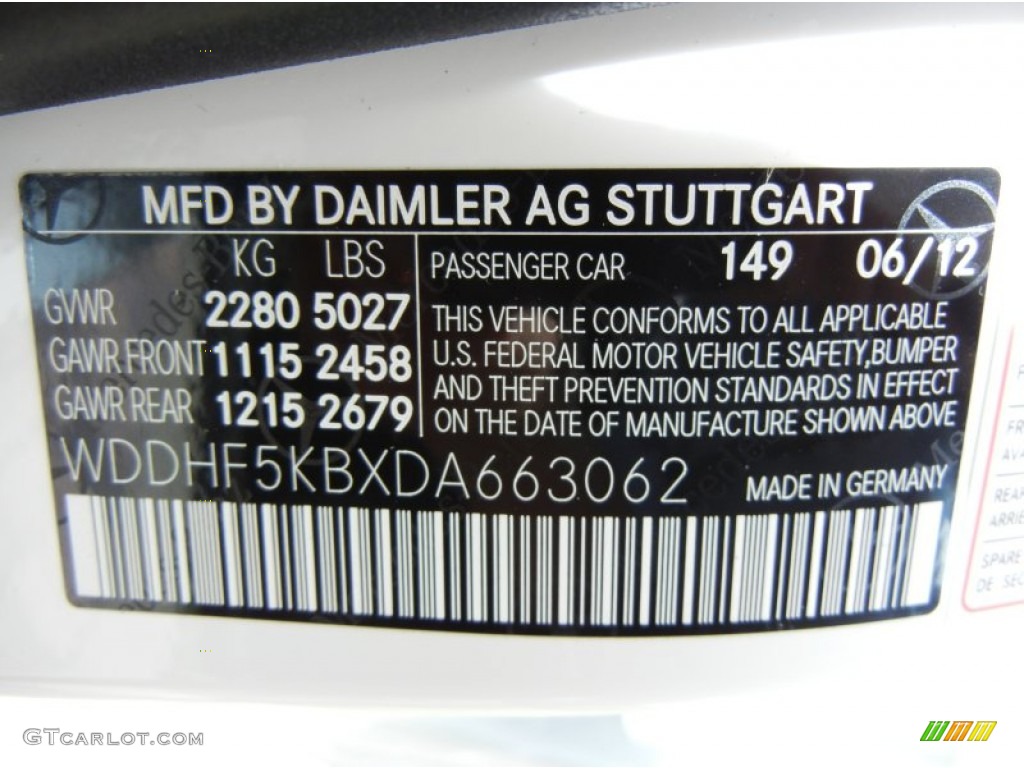 MFD BY DAIMLER AG STUTTGART
KG LBS
GVWR 2280 5027
GAWR FRONT 1115 2458
GAWR REAR 1215 2679
PASSENGER CAR 149 06/12
THIS VEHICLE CONFORMS TO ALL APPLICABLE
U.S. FEDERAL MOTOR VEHICLE SAFETY, BUMPER
AND THEFT PREVENTION STANDARDS IN EFFECT
ON THE DATE OF MANUFACTURE SHOWN ABOVE
WDDHF5KBXDA663062
MADE IN GERMANY
SPARE
GTCARLOT.COM